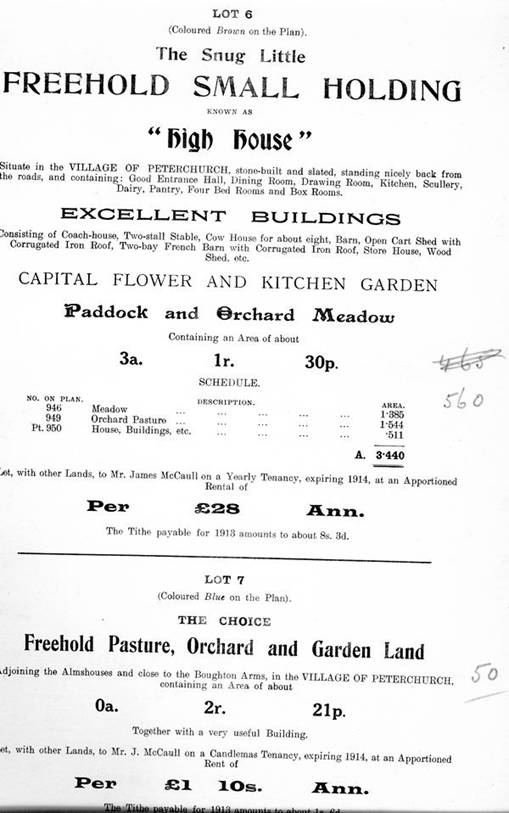 LOT 6
(Coloured Brown on the Plan).
The Snug Little
FREEHOLD SMALL HOLDING
KNOWN AS
"High House"
Situate in the VILLAGE OF PETERCHURCH, stone-built and slated, standing nicely back from
the roads, and containing: Good Entrance Hall, Dining Room, Drawing Room, Kitchen, Scullery,
Dairy, Pantry, Four Bed Rooms and Box Rooms.
EXCELLENT BUILDINGS
Consisting of Coach-house, Two-stall Stable, Cow House for about eight, Barn, Open Cart Shed with
Corrugated Iron Roof, Two-bay French Barn with Corrugated Iron Roof, Store House, Wood
Shed, etc.
CAPITAL FLOWER AND KITCHEN GARDEN
Paddock and Orchard Meadow
Containing an Area of about
3a. 1r. 30p.
465
SCHEDULE.
560
NO. ON PLAN. DESCRIPTION. AREA.
946 Meadow ... ... ... ... ... 1·385
949 Orchard Pasture ... ... ... ... ... 1·544
Pt. 950 House, Buildings, etc. ... ... ... ... ·511
A. 3·440
Let, with other Lands, to Mr. James McCaull on a Yearly Tenancy, expiring 1914, at an Apportioned
Rental of
Per £28 Ann.
The Tithe payable for 1913 amounts to about 8s. 3d.
LOT 7
(Coloured Blue on the Plan).
THE CHOICE
Freehold Pasture, Orchard and Garden Land
Adjoining the Almshouses and close to the Boughton Arms, in the VILLAGE OF PETERCHURCH,
containing an Area of about
50
0a. 2r. 21p.
Together with a very useful Building.
Let, with other Lands, to Mr. J. McCaull on a Candlemas Tenancy, expiring 1914, at an Apportioned
Rent of
Per £1 10s. Ann.
The Tithe payable for 1913 amounts to about 1s. 6d.